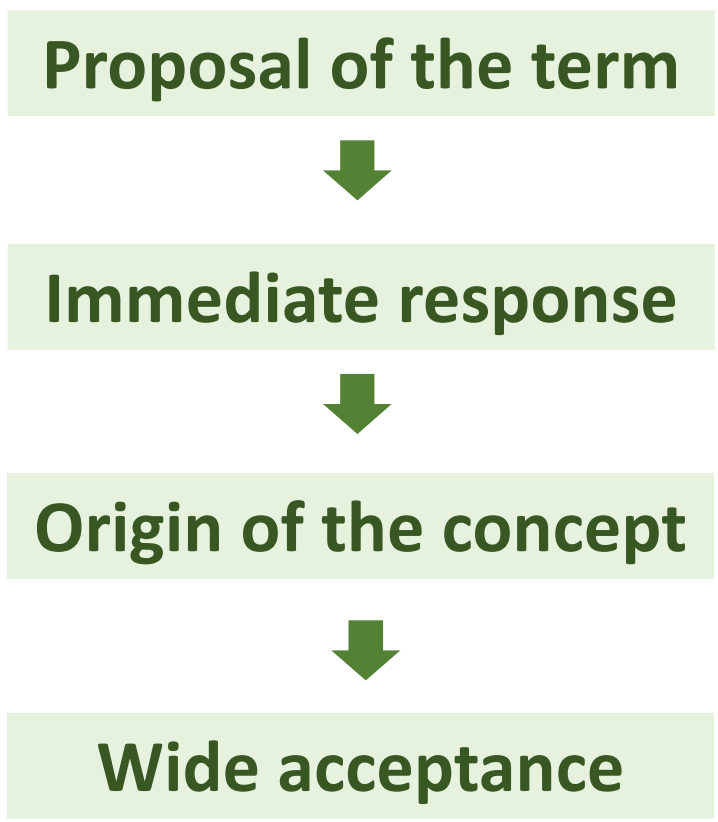 Proposal of the term
Immediate response
Origin of the concept
Wide acceptance